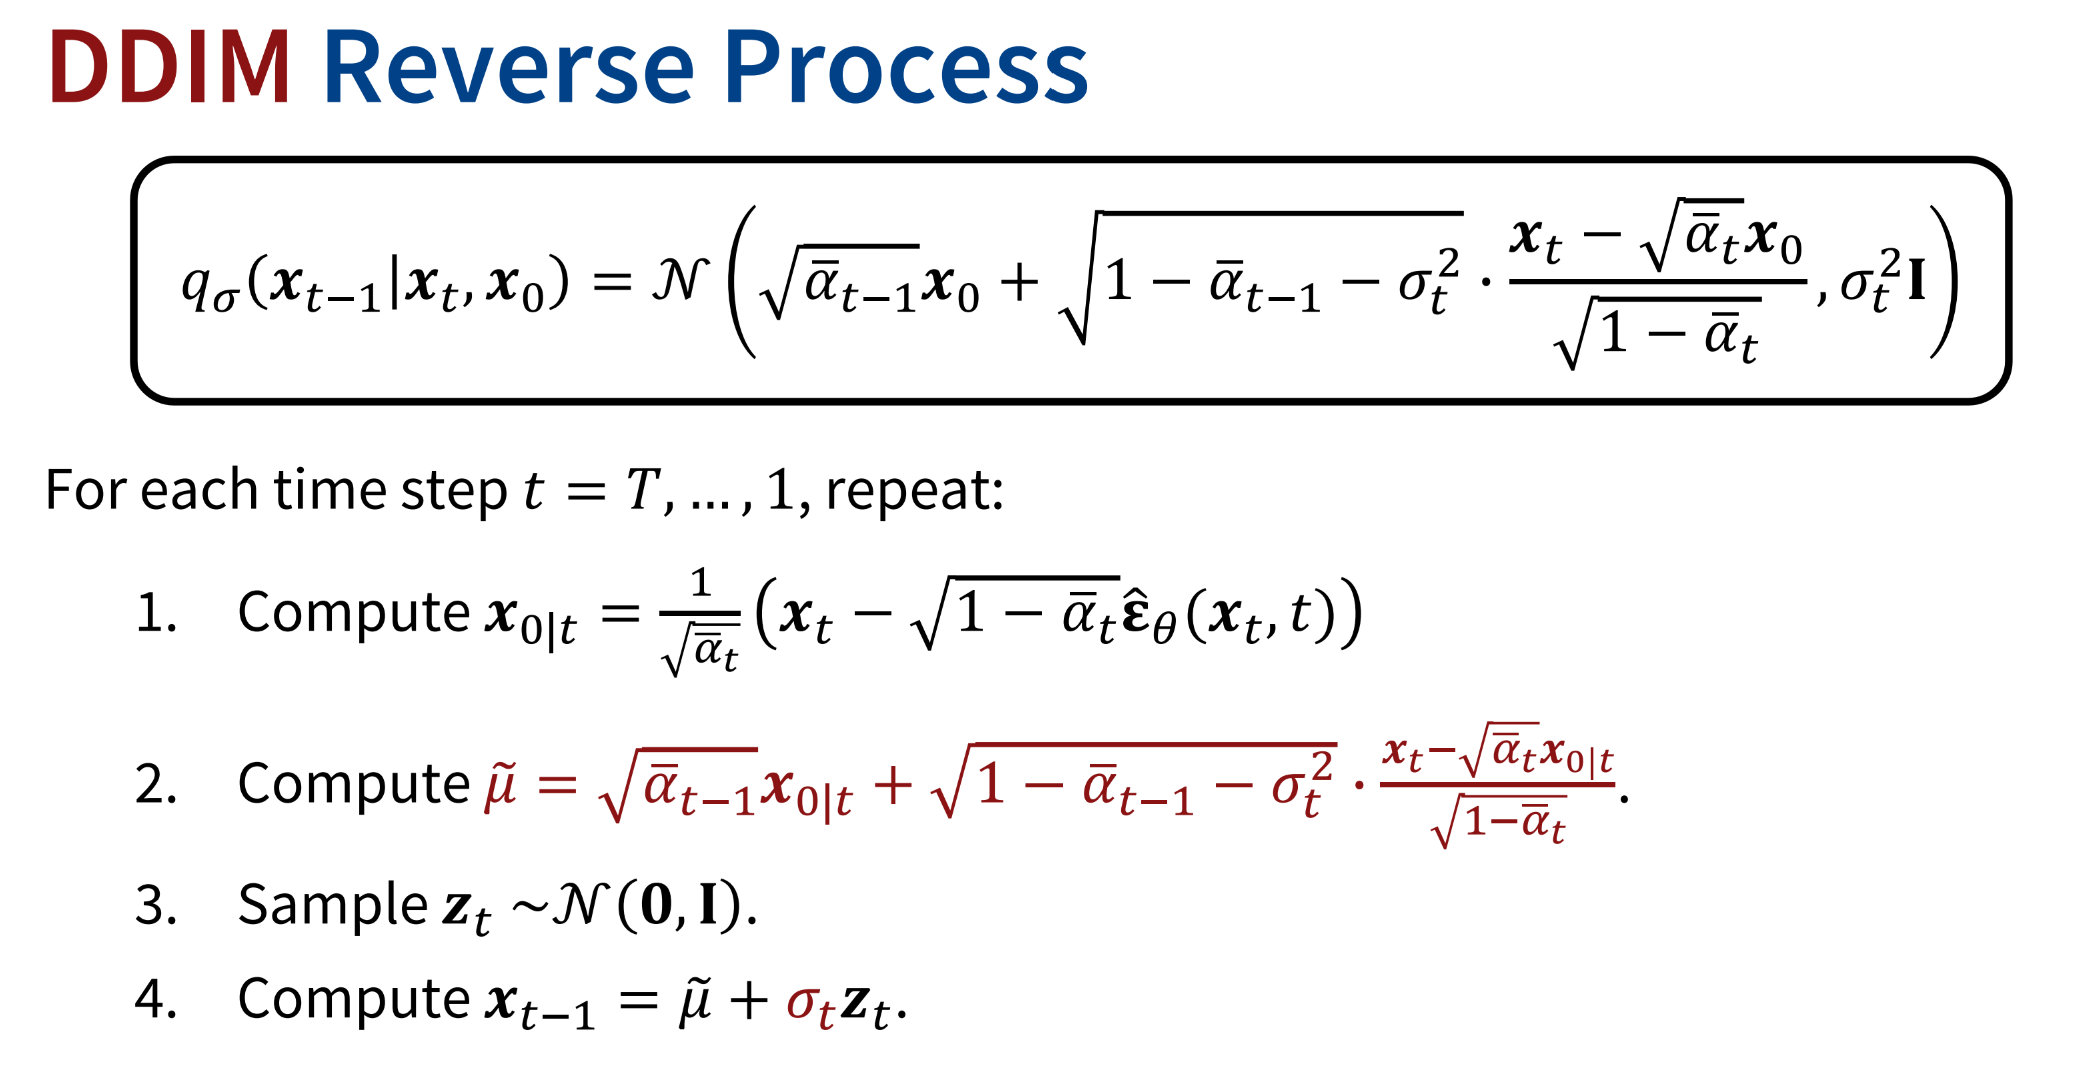 DDIM Reverse Process
$q_\sigma(\boldsymbol{x}_{t-1}|\boldsymbol{x}_t, \boldsymbol{x}_0) = \mathcal{N}\left(\sqrt{\bar{\alpha}_{t-1}}\boldsymbol{x}_0 + \sqrt{1 - \bar{\alpha}_{t-1} - \sigma_t^2} \cdot \frac{\boldsymbol{x}_t - \sqrt{\bar{\alpha}_t}\boldsymbol{x}_0}{\sqrt{1 - \bar{\alpha}_t}}, \sigma_t^2\mathbf{I}\right)$
For each time step $t = T, \ldots, 1$, repeat:
1. Compute $\boldsymbol{x}_{0|t} = \frac{1}{\sqrt{\bar{\alpha}_t}}\left(\boldsymbol{x}_t - \sqrt{1 - \bar{\alpha}_t}\hat{\boldsymbol{\varepsilon}}_\theta(\boldsymbol{x}_t, t)\right)$
2. Compute $\tilde{\mu} = \sqrt{\bar{\alpha}_{t-1}}\boldsymbol{x}_{0|t} + \sqrt{1 - \bar{\alpha}_{t-1} - \sigma_t^2} \cdot \frac{\boldsymbol{x}_t - \sqrt{\bar{\alpha}_t}\boldsymbol{x}_{0|t}}{\sqrt{1 - \bar{\alpha}_t}}$.
3. Sample $\boldsymbol{z}_t \sim \mathcal{N}(\mathbf{0}, \mathbf{I})$.
4. Compute $\boldsymbol{x}_{t-1} = \tilde{\mu} + \sigma_t\boldsymbol{z}_t$.